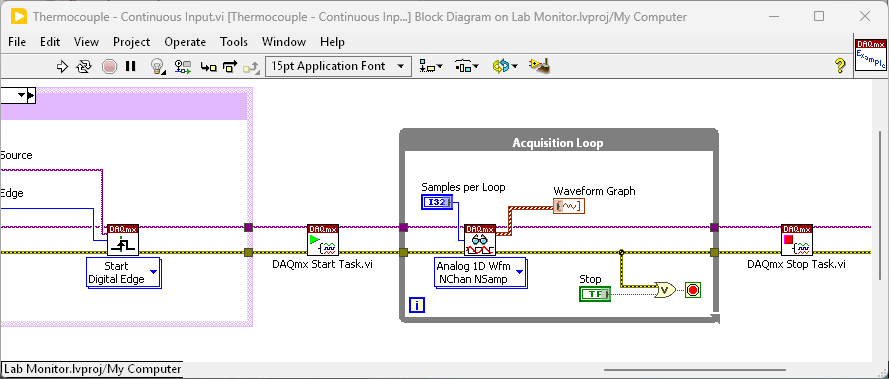 Thermocouple - Continuous Input.vi [Thermocouple - Continuous Inp...] Block Diagram on Lab Monitor.lvproj/My Computer
File Edit View Project Operate Tools Window Help
15pt Application Font
?
DAQmx
Example
Source
Edge
DAQmx
Start
Digital Edge
DAQmx
DAQmx Start Task.vi
Acquisition Loop
Samples per Loop
I32
Waveform Graph
DAQmx
Analog 1D Wfm
NChan NSamp
Stop
TF
V
i
DAQmx
DAQmx Stop Task.vi
Lab Monitor.lvproj/My Computer